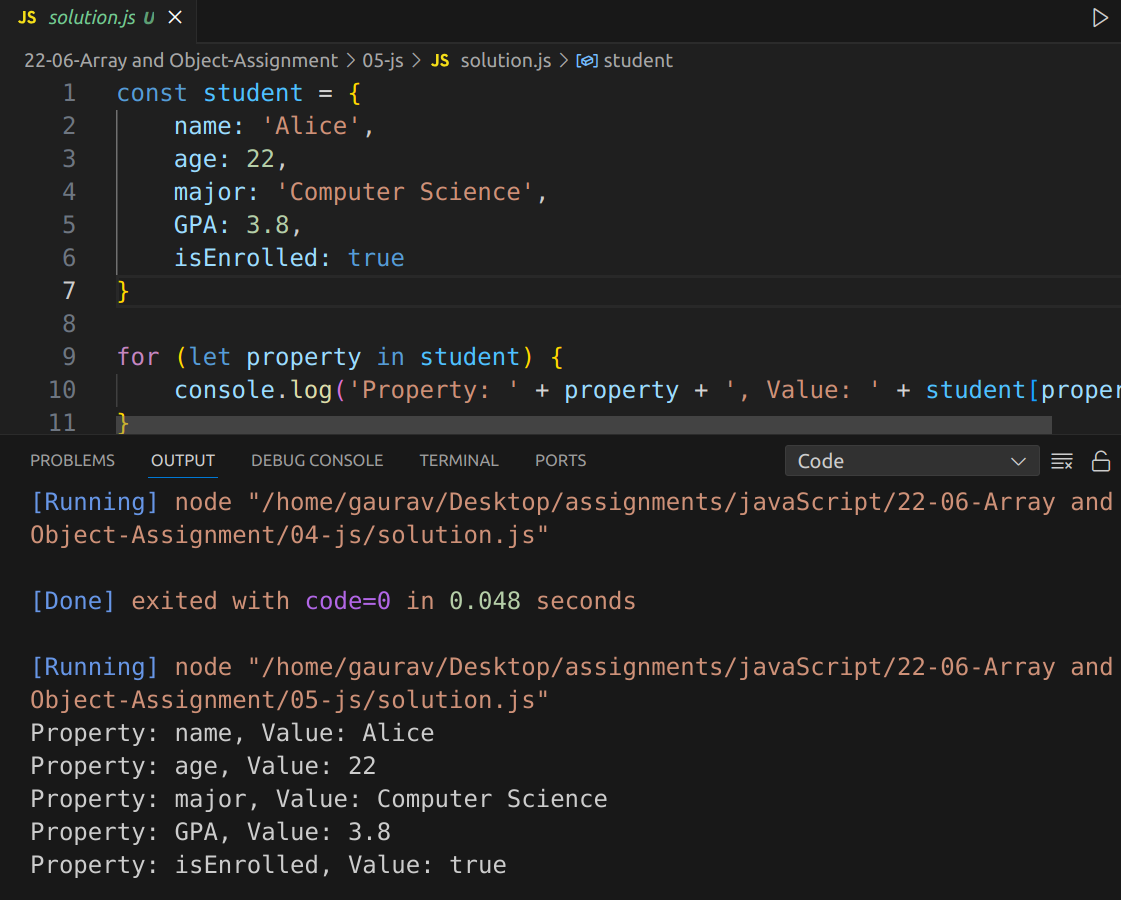 JS solution.js U
22-06-Array and Object-Assignment > 05-js > JS solution.js > student
1 const student = {
2 name: 'Alice',
3 age: 22,
4 major: 'Computer Science',
5 GPA: 3.8,
6 isEnrolled: true
7 }
8
9 for (let property in student) {
10 console.log('Property: ' + property + ', Value: ' + student[proper
11 }
PROBLEMS OUTPUT DEBUG CONSOLE TERMINAL PORTS Code
[Running] node "/home/gaurav/Desktop/assignments/javaScript/22-06-Array and
Object-Assignment/04-js/solution.js"
[Done] exited with code=0 in 0.048 seconds
[Running] node "/home/gaurav/Desktop/assignments/javaScript/22-06-Array and
Object-Assignment/05-js/solution.js"
Property: name, Value: Alice
Property: age, Value: 22
Property: major, Value: Computer Science
Property: GPA, Value: 3.8
Property: isEnrolled, Value: true